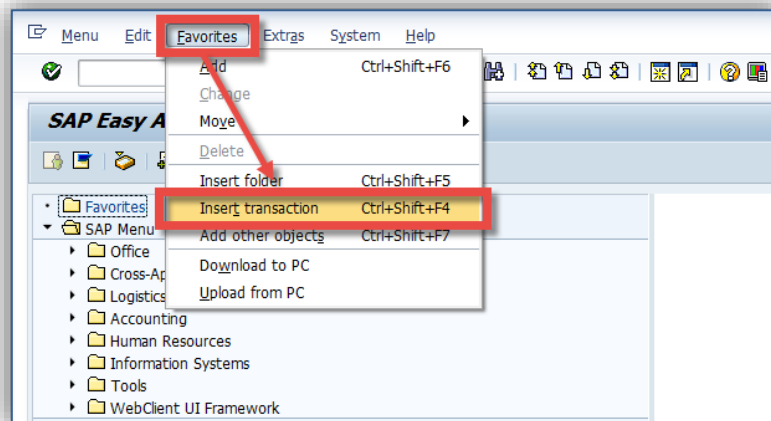 Menu Edit Favorites Extras System Help
Add Ctrl+Shift+F6
Change
SAP Easy A
Move
Delete
Insert folder Ctrl+Shift+F5
Favorites
Insert transaction Ctrl+Shift+F4
SAP Menu
Add other objects Ctrl+Shift+F7
Office
Download to PC
Cross-Ap
Upload from PC
Logistics
Accounting
Human Resources
Information Systems
Tools
WebClient UI Framework